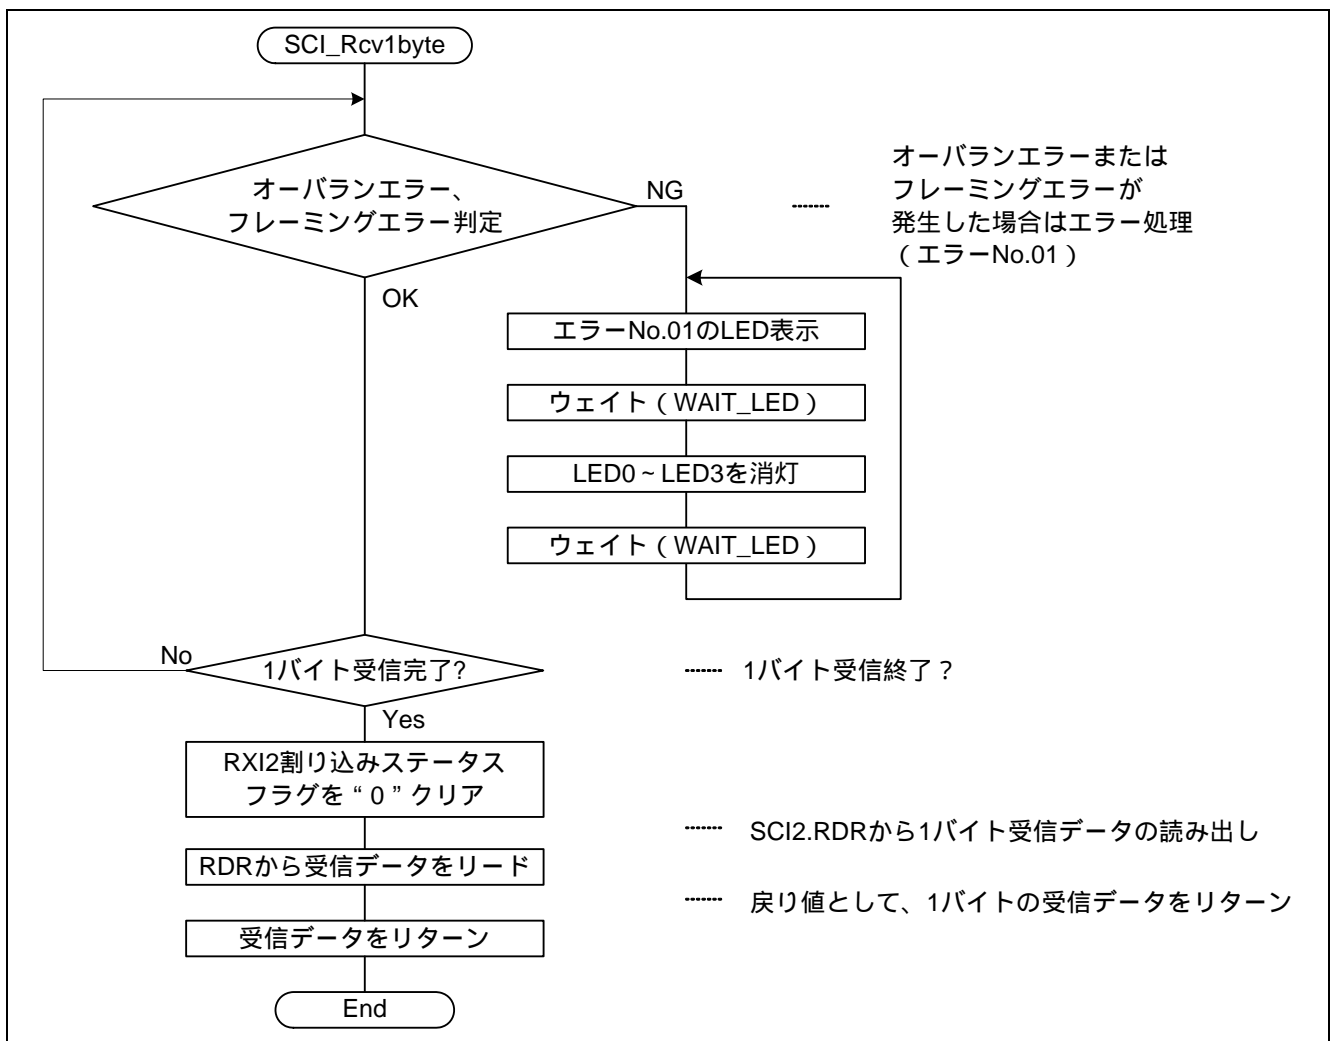 SCI_Rcv1byte
オーバランエラー、
フレーミングエラー判定
NG
オーバランエラーまたは
フレーミングエラーが
発生した場合はエラー処理
（エラーNo.01）
OK
エラーNo.01のLED表示
ウェイト（WAIT_LED）
LED0～LED3を消灯
ウェイト（WAIT_LED）
No
1バイト受信完了?
1バイト受信終了？
Yes
RXI2割り込みステータス
フラグを“0”クリア
SCI2.RDRから1バイト受信データの読み出し
RDRから受信データをリード
戻り値として、1バイトの受信データをリターン
受信データをリターン
End